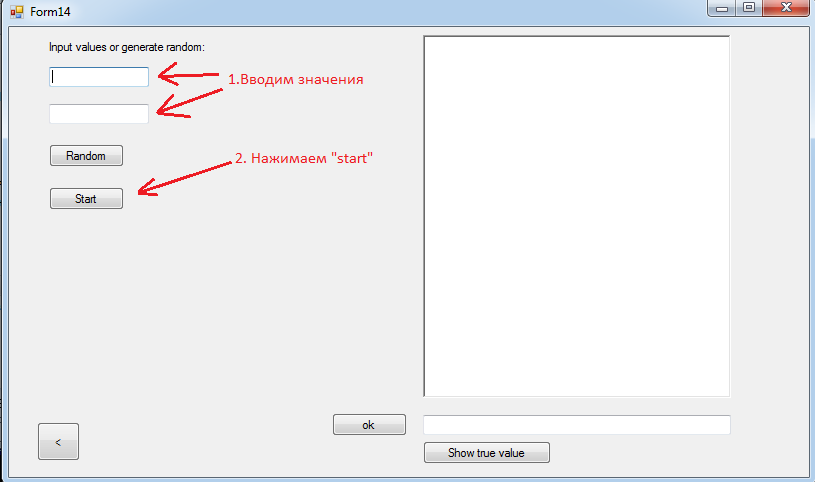 Form14
Input values or generate random:
1.Вводим значения
Random
2. Нажимаем "start"
Start
ok
<
Show true value